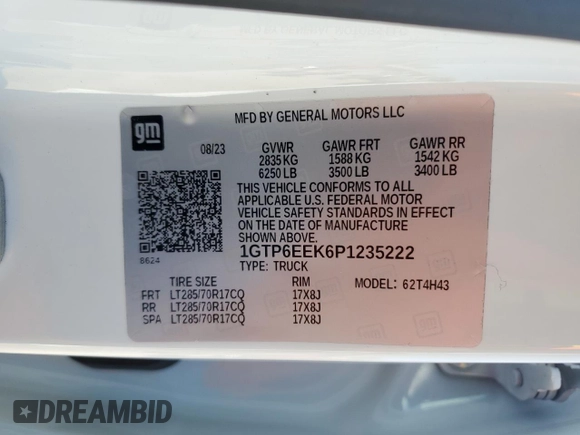 gm
MFD BY GENERAL MOTORS LLC
08/23 GVWR GAWR FRT GAWR RR
2835 KG 1588 KG 1542 KG
6250 LB 3500 LB 3400 LB
THIS VEHICLE CONFORMS TO ALL
APPLICABLE U.S. FEDERAL MOTOR
VEHICLE SAFETY STANDARDS IN EFFECT
ON THE DATE OF MANUFACTURE
SHOWN ABOVE.
8624
1GTP6EEK6P1235222
TYPE: TRUCK
TIRE SIZE RIM MODEL: 62T4H43
FRT LT285/70R17CQ 17X8J
RR LT285/70R17CQ 17X8J
SPA LT285/70R17CQ 17X8J
DREAMBID